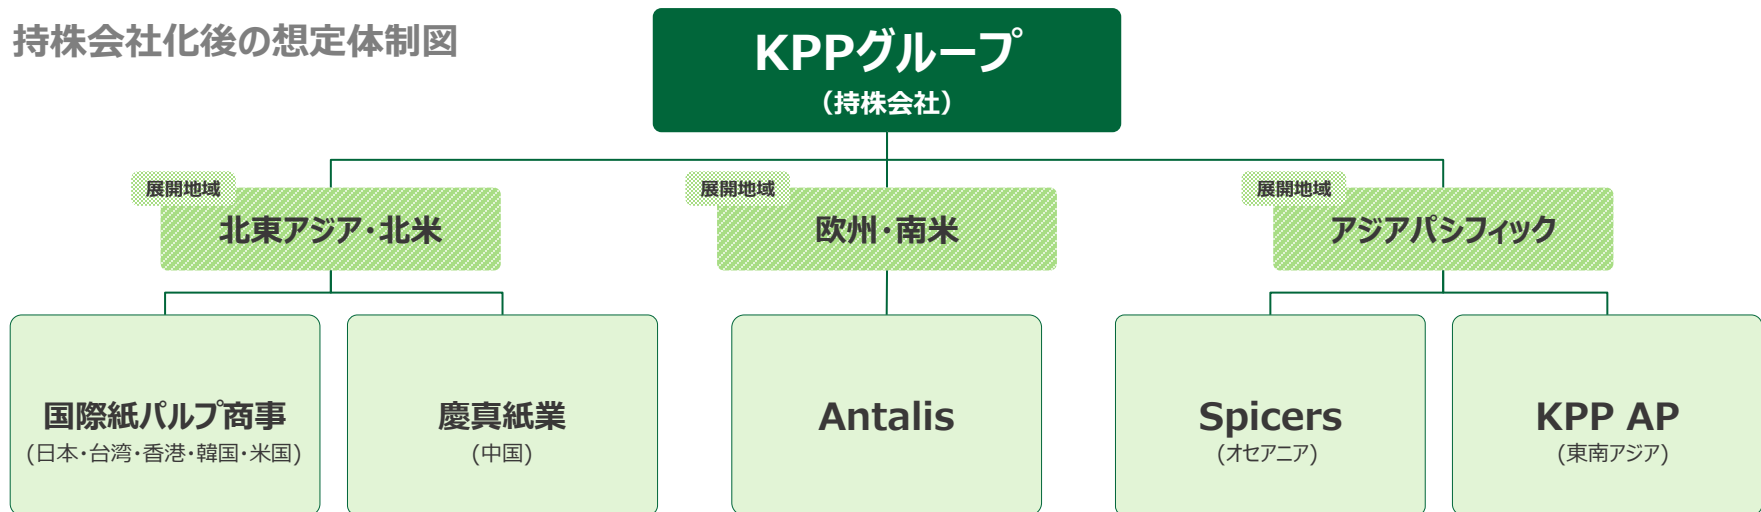 持株会社化後の想定体制図
KPPグループ
(持株会社)
展開地域
北東アジア・北米
展開地域
欧州・南米
展開地域
アジアパシフィック
国際紙パルプ商事
(日本・台湾・香港・韓国・米国)
慶真紙業
(中国)
Antalis
Spicers
(オセアニア)
KPP AP
(東南アジア)